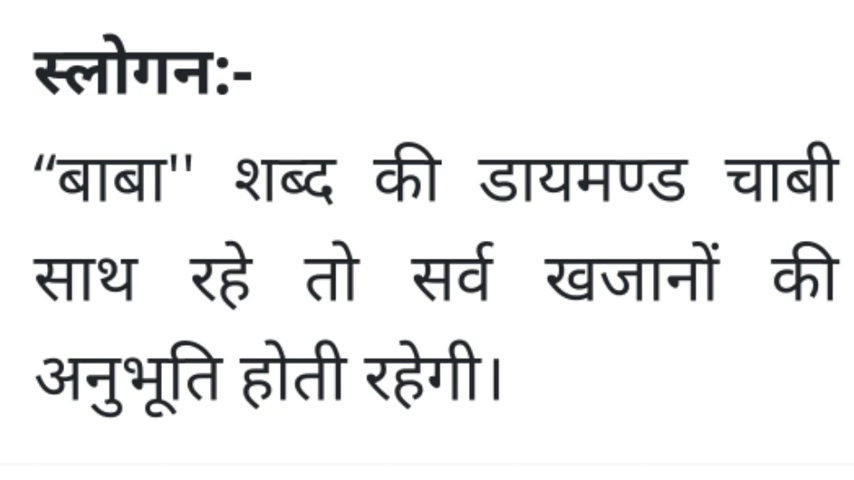 स्लोगन:-
“बाबा'' शब्द की डायमण्ड चाबी
साथ रहे तो सर्व खजानों की
अनुभूति होती रहेगी।